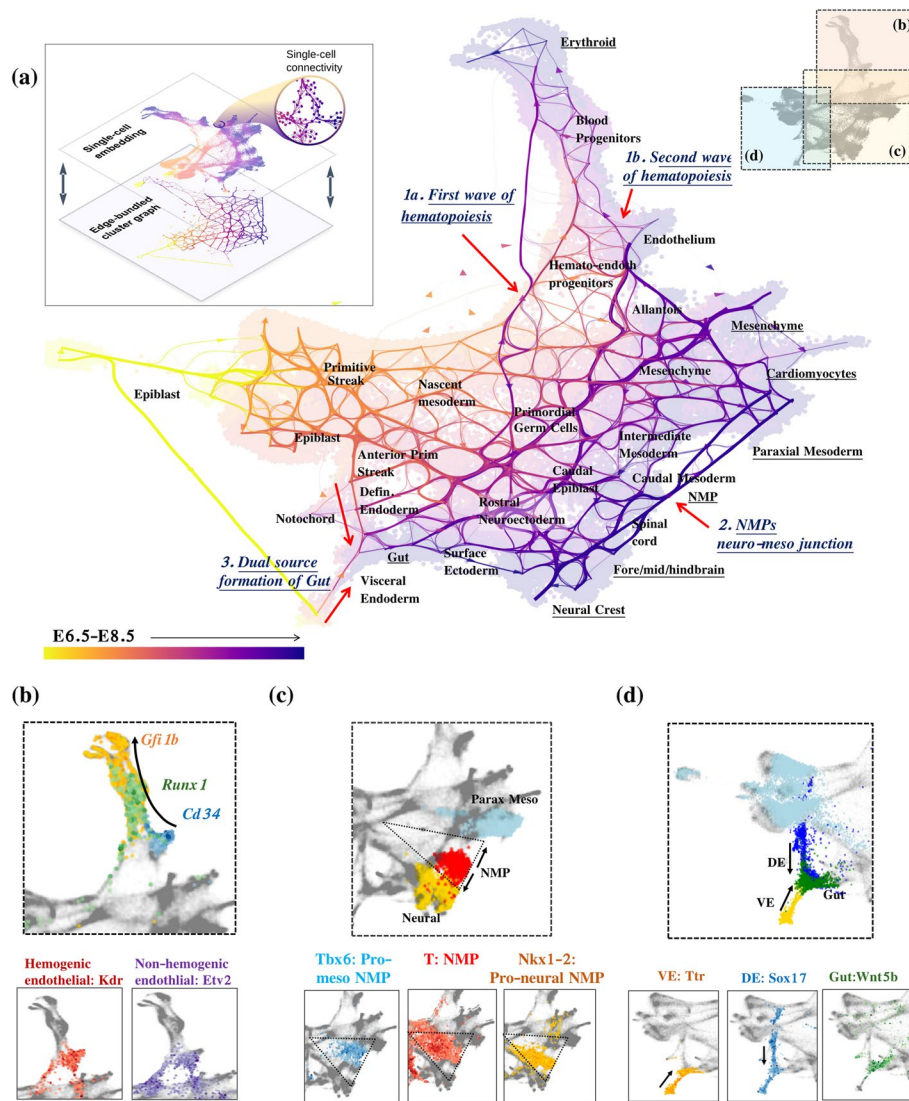 (a)
Single-cell
connectivity
Single-cell
embedding
Edge-bundled
cluster graph
(b)
(c)
(d)
Erythroid
Blood
Progenitors
1b. Second wave
of hematopoiesis
1a. First wave of
hematopoiesis
Endothelium
Hemato-endoth
progenitors
Allantois
Mesenchyme
Mesenchyme
Cardiomyocytes
Epiblast
Primitive
Streak
Nascent
mesoderm
Primordial
Germ Cells
Epiblast
Intermediate
Mesoderm
Paraxial Mesoderm
Anterior Prim
Streak
Caudal
Epiblast
Caudal Mesoderm
Defin.
Endoderm
NMP
Rostral
Neuroectoderm
Notochord
Spinal
cord
2. NMPs
neuro-meso junction
Gut
Surface
Ectoderm
3. Dual source
formation of Gut
Visceral
Endoderm
Fore/mid/hindbrain
Neural Crest
E6.5-E8.5
(b)
Gfi1b
Runx1
Cd34
Hemogenic
endothelial: Kdr
Non-hemogenic
endothlial: Etv2
(c)
Parax Meso
NMP
Neural
Tbx6: Pro-
meso NMP
T: NMP
Nkx1-2:
Pro-neural NMP
(d)
DE
VE
Gut
VE: Ttr
DE: Sox17
Gut:Wnt5b